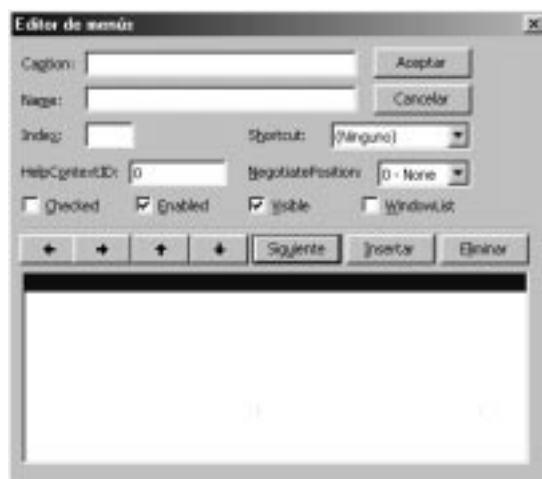 Editor de menús
Caption: Aceptar
Name: Cancelar
Index: Shortcut: (Ninguno)
HelpContextID: 0 NegotiatePosition: 0 - None
Checked Enabled Visible WindowList
Siguiente Insertar Eliminar